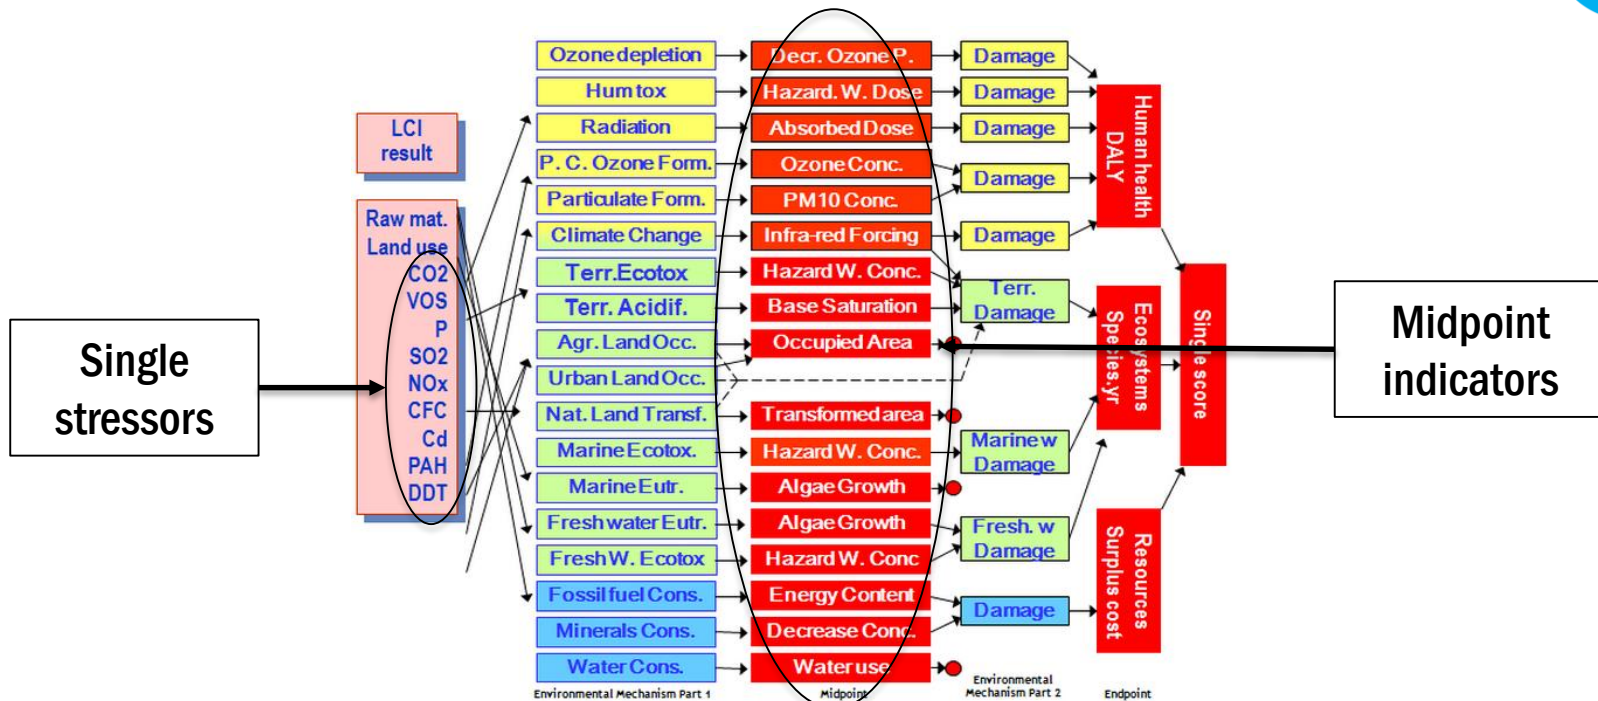 Single
stressors
LCI
result
Raw mat.
Land use
CO2
VOS
P
SO2
NOx
CFC
Cd
PAH
DDT
Ozone depletion
Hum tox
Radiation
P. C. Ozone Form.
Particulate Form.
Climate Change
Terr. Ecotox
Terr. Acidif.
Agr. Land Occ.
Urban Land Occ.
Nat. Land Transf.
Marine Ecotox.
Marine Eutr.
Freshwater Eutr.
Fresh W. Ecotox
Fossil fuel Cons.
Minerals Cons.
Water Cons.
Environmental Mechanism Part 1
Decr. Ozone P.
Hazard. W. Dose
Absorbed Dose
Ozone Conc.
PM10 Conc.
Infra-red Forcing
Hazard W. Conc.
Base Saturation
Occupied Area
Transformed area
Hazard W. Conc.
Algae Growth
Algae Growth
Hazard W. Conc
Energy Content
Decrease Conc.
Water use
Midpoint
Damage
Damage
Damage
Damage
Damage
Terr.
Damage
Marine w
Damage
Fresh. w
Damage
Damage
Environmental
Mechanism Part 2
Human health
DALY
Ecosystems
Species.yr
Resources
Surplus cost
Endpoint
Single score
Midpoint
indicators